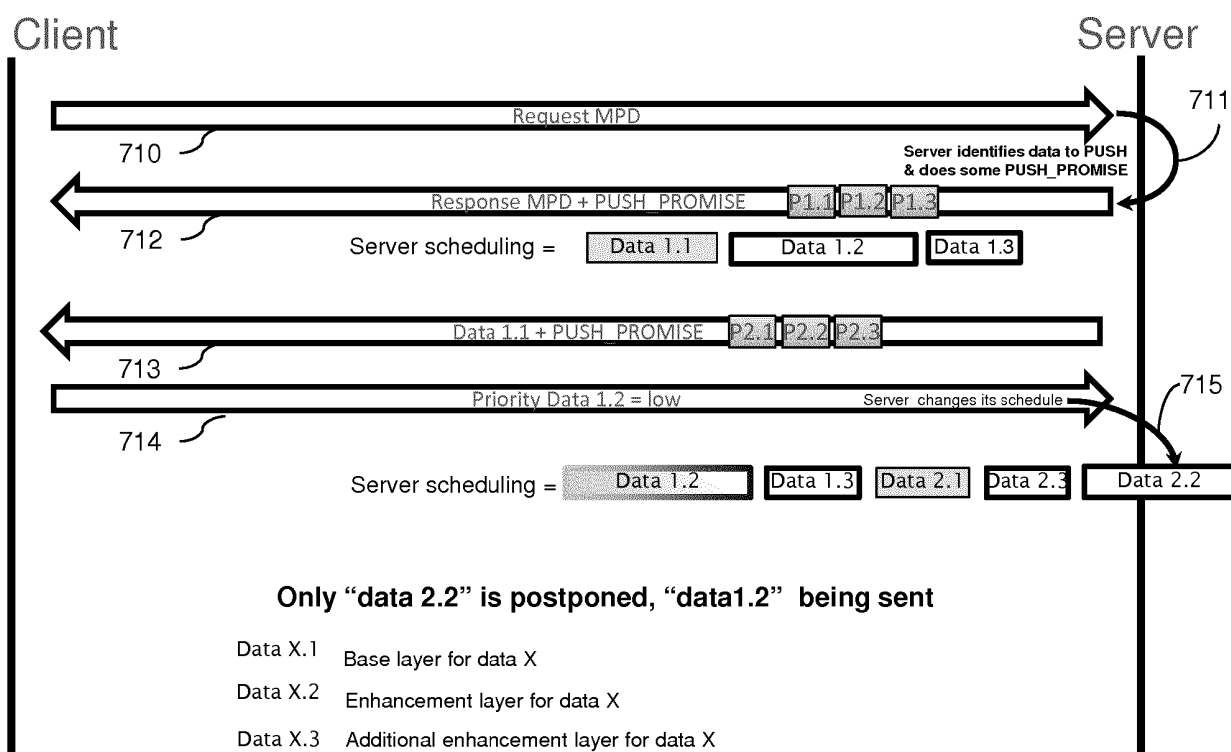 Client
Server
Request MPD
711
710
Server identifies data to PUSH
& does some PUSH_PROMISE
Response MPD + PUSH_PROMISE P1.1 P1.2 P1.3
712
Server scheduling = Data 1.1 Data 1.2 Data 1.3
Data 1.1 + PUSH_PROMISE P2.1 P2.2 P2.3
713
715
Priority Data 1.2 = low Server changes its schedule
714
Server scheduling = Data 1.2 Data 1.3 Data 2.1 Data 2.3 Data 2.2
Only “data 2.2” is postponed, “data1.2” being sent
Data X.1 Base layer for data X
Data X.2 Enhancement layer for data X
Data X.3 Additional enhancement layer for data X